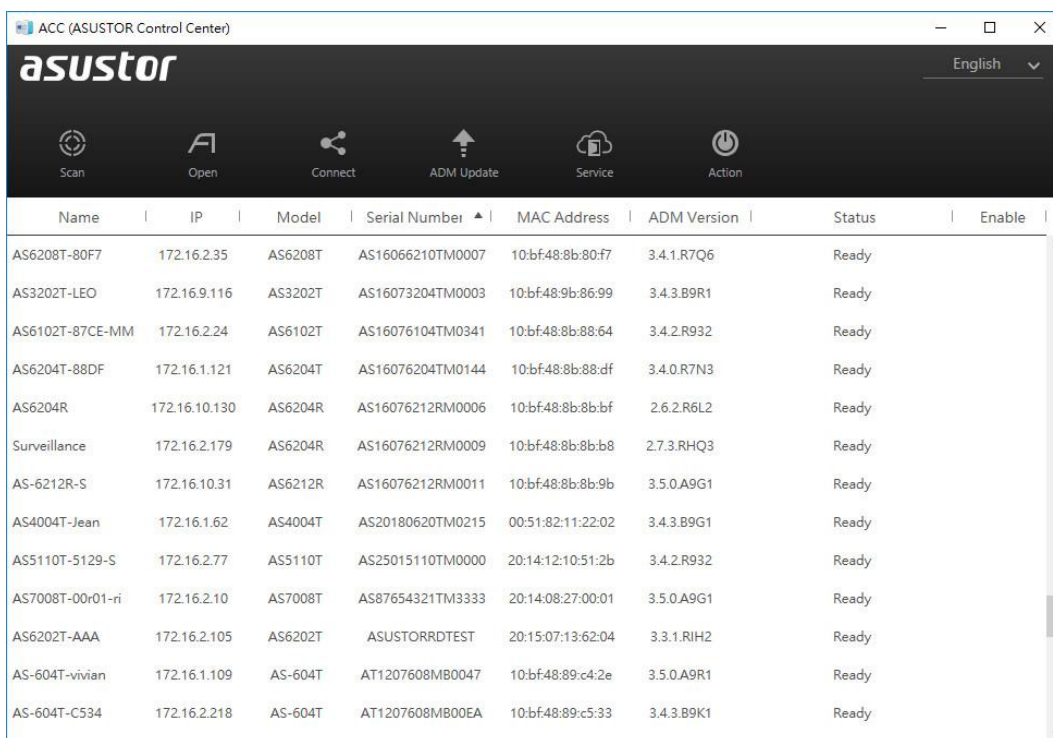 ACC (ASUSTOR Control Center)
asustor
English
Scan Open Connect ADM Update Service Action
Name IP Model Serial Number MAC Address ADM Version Status Enable
AS6208T-80F7 172.16.2.35 AS6208T AS16066210TM0007 10:bf:48:8b:80:f7 3.4.1.R7Q6 Ready
AS3202T-LEO 172.16.9.116 AS3202T AS16073204TM0003 10:bf:48:9b:86:99 3.4.3.B9R1 Ready
AS6102T-87CE-MM 172.16.2.24 AS6102T AS16076104TM0341 10:bf:48:8b:88:64 3.4.2.R932 Ready
AS6204T-88DF 172.16.1.121 AS6204T AS16076204TM0144 10:bf:48:8b:88:df 3.4.0.R7N3 Ready
AS6204R 172.16.10.130 AS6204R AS16076212RM0006 10:bf:48:8b:8b:bf 2.6.2.R6L2 Ready
Surveillance 172.16.2.179 AS6204R AS16076212RM0009 10:bf:48:8b:8b:b8 2.7.3.RHQ3 Ready
AS-6212R-S 172.16.10.31 AS6212R AS16076212RM0011 10:bf:48:8b:8b:9b 3.5.0.A9G1 Ready
AS4004T-Jean 172.16.1.62 AS4004T AS20180620TM0215 00:51:82:11:22:02 3.4.3.B9G1 Ready
AS5110T-5129-S 172.16.2.77 AS5110T AS25015110TM0000 20:14:12:10:51:2b 3.4.2.R932 Ready
AS7008T-00r01-ri 172.16.2.10 AS7008T AS87654321TM3333 20:14:08:27:00:01 3.5.0.A9G1 Ready
AS6202T-AAA 172.16.2.105 AS6202T ASUSTORRDTEST 20:15:07:13:62:04 3.3.1.RIH2 Ready
AS-604T-vivian 172.16.1.109 AS-604T AT1207608MB0047 10:bf:48:89:c4:2e 3.5.0.A9R1 Ready
AS-604T-C534 172.16.2.218 AS-604T AT1207608MB00EA 10:bf:48:89:c5:33 3.4.3.B9K1 Ready